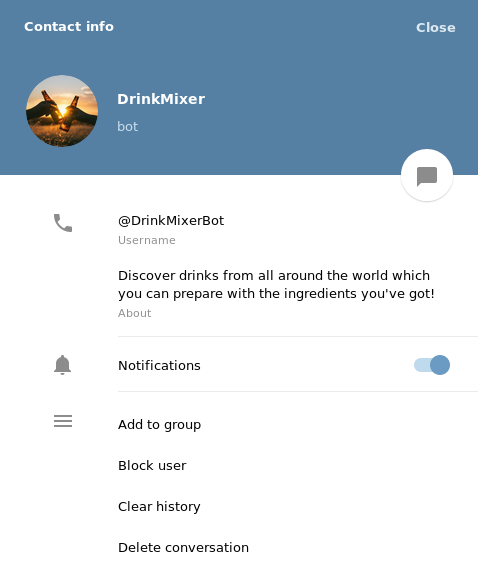 Contact info
Close
DrinkMixer
bot
@DrinkMixerBot
Username
Discover drinks from all around the world which
you can prepare with the ingredients you've got!
About
Notifications
Add to group
Block user
Clear history
Delete conversation